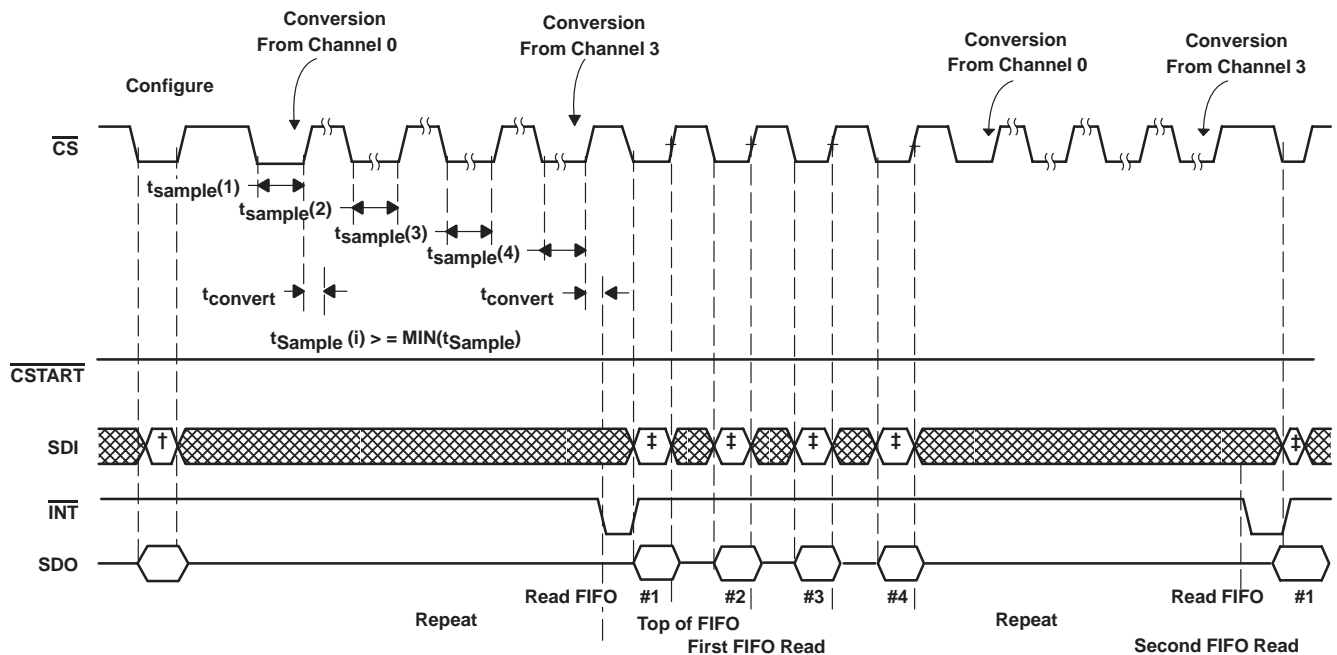 Conversion
From Channel 0
Conversion
From Channel 3
Conversion
From Channel 0
Conversion
From Channel 3
Configure
CS
tsample(1)
tsample(2)
tsample(3)
tsample(4)
tconvert
tconvert
tSample (i) > = MIN(tSample)
CSTART
SDI
†
‡
‡
‡
‡
‡
INT
SDO
Read FIFO
#1
#2
#3
#4
Read FIFO
#1
Repeat
Top of FIFO
Repeat
First FIFO Read
Second FIFO Read